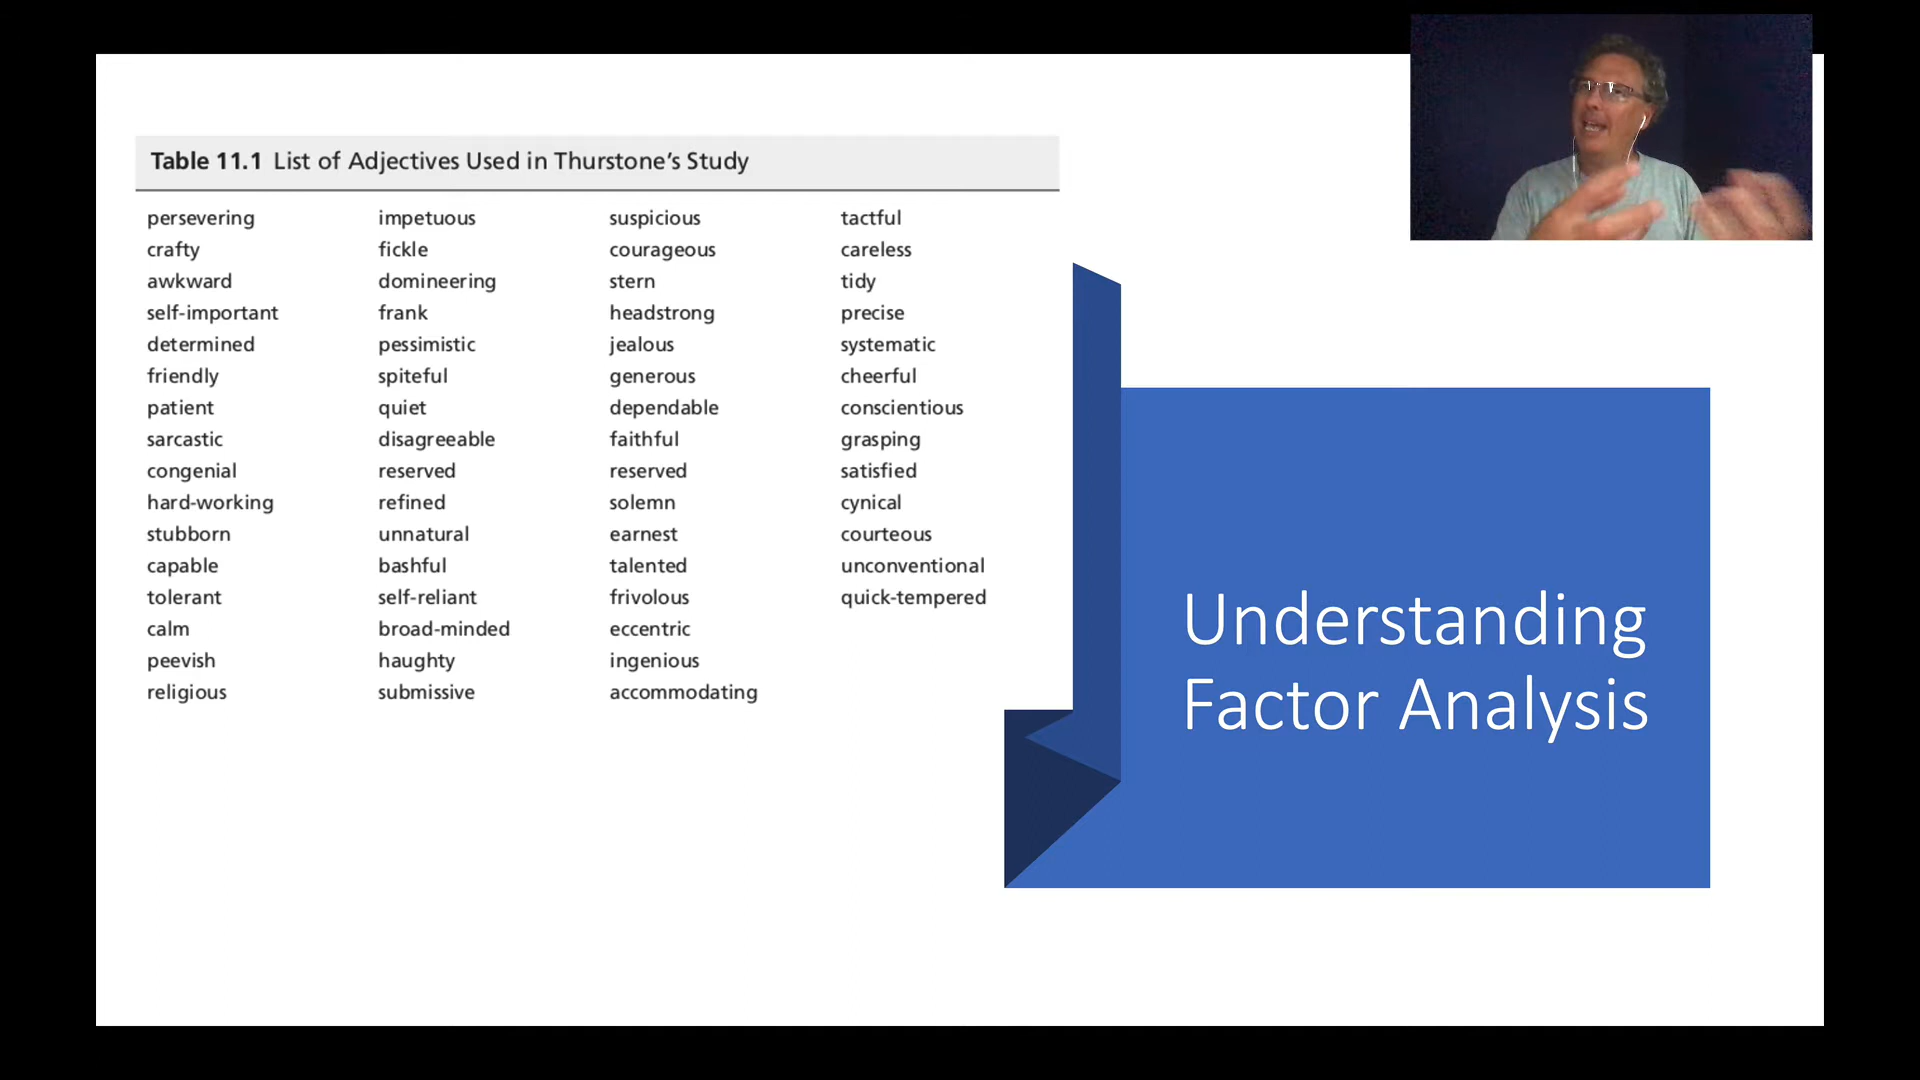 Table 11.1 List of Adjectives Used in Thurstone's Study
persevering impetuous suspicious tactful
crafty fickle courageous careless
awkward domineering stern tidy
self-important frank headstrong precise
determined pessimistic jealous systematic
friendly spiteful generous cheerful
patient quiet dependable conscientious
sarcastic disagreeable faithful grasping
congenial reserved reserved satisfied
hard-working refined solemn cynical
stubborn unnatural earnest courteous
capable bashful talented unconventional
tolerant self-reliant frivolous quick-tempered
calm broad-minded eccentric
peevish haughty ingenious
religious submissive accommodating
Understanding
Factor Analysis